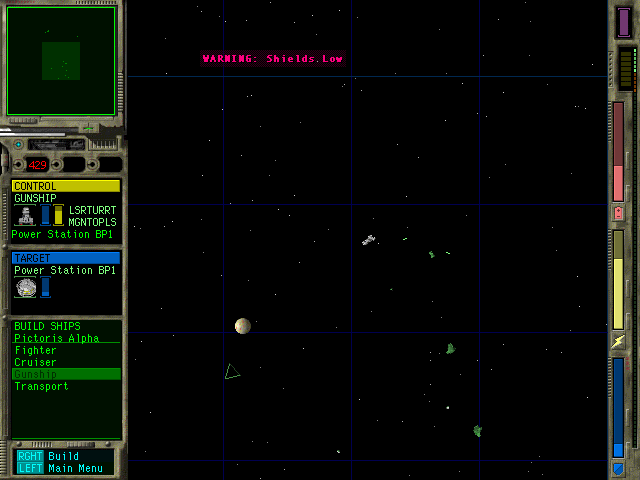 WARNING: Shields Low
429
CONTROL
GUNSHIP
LSRTURRT
MGNTOPLS
Power Station BP1
TARGET
Power Station BP1
BUILD SHIPS
Pictoris Alpha
Fighter
Cruiser
Gunship
Transport
RGHT Build
LEFT Main Menu